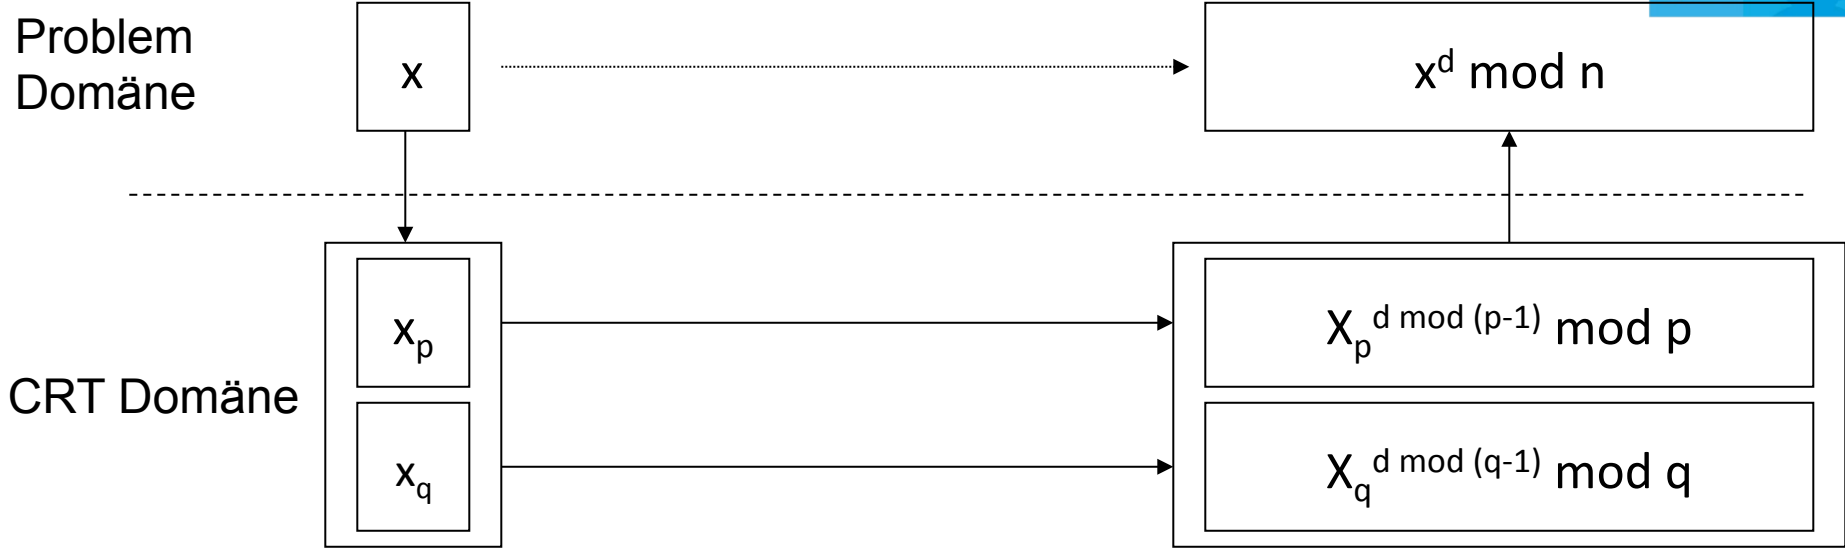 Problem
Domäne
x
x^d mod n
CRT Domäne
x_p
X_p^d mod (p-1) mod p
x_q
X_q^d mod (q-1) mod q